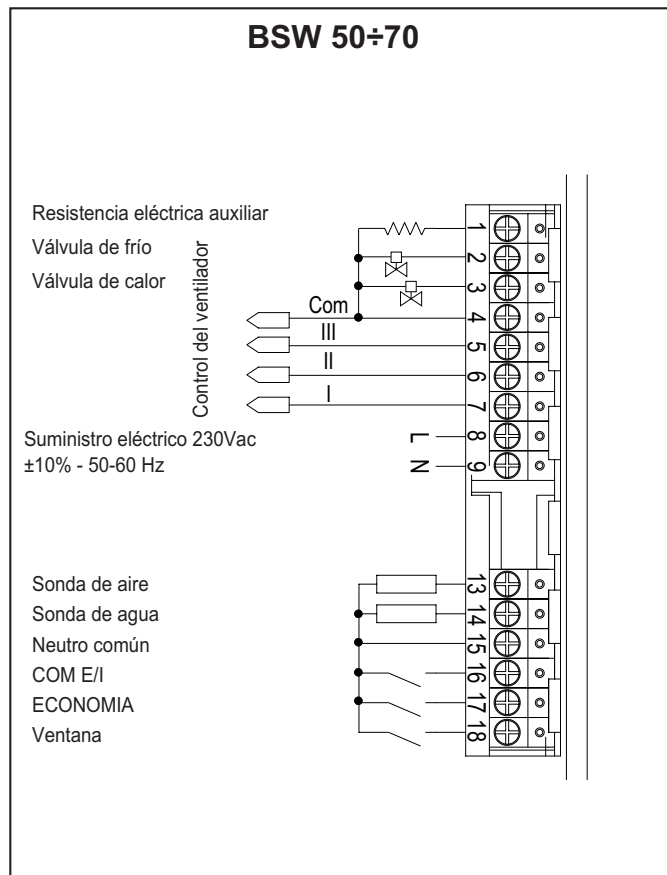 BSW 50÷70
Resistencia eléctrica auxiliar
Válvula de frío
Válvula de calor
Control del ventilador
Com
III
II
I
Suministro eléctrico 230Vac
±10% - 50-60 Hz
L
N
1
2
3
4
5
6
7
8
9
Sonda de aire
Sonda de agua
Neutro común
COM E/I
ECONOMIA
Ventana
13
14
15
16
17
18